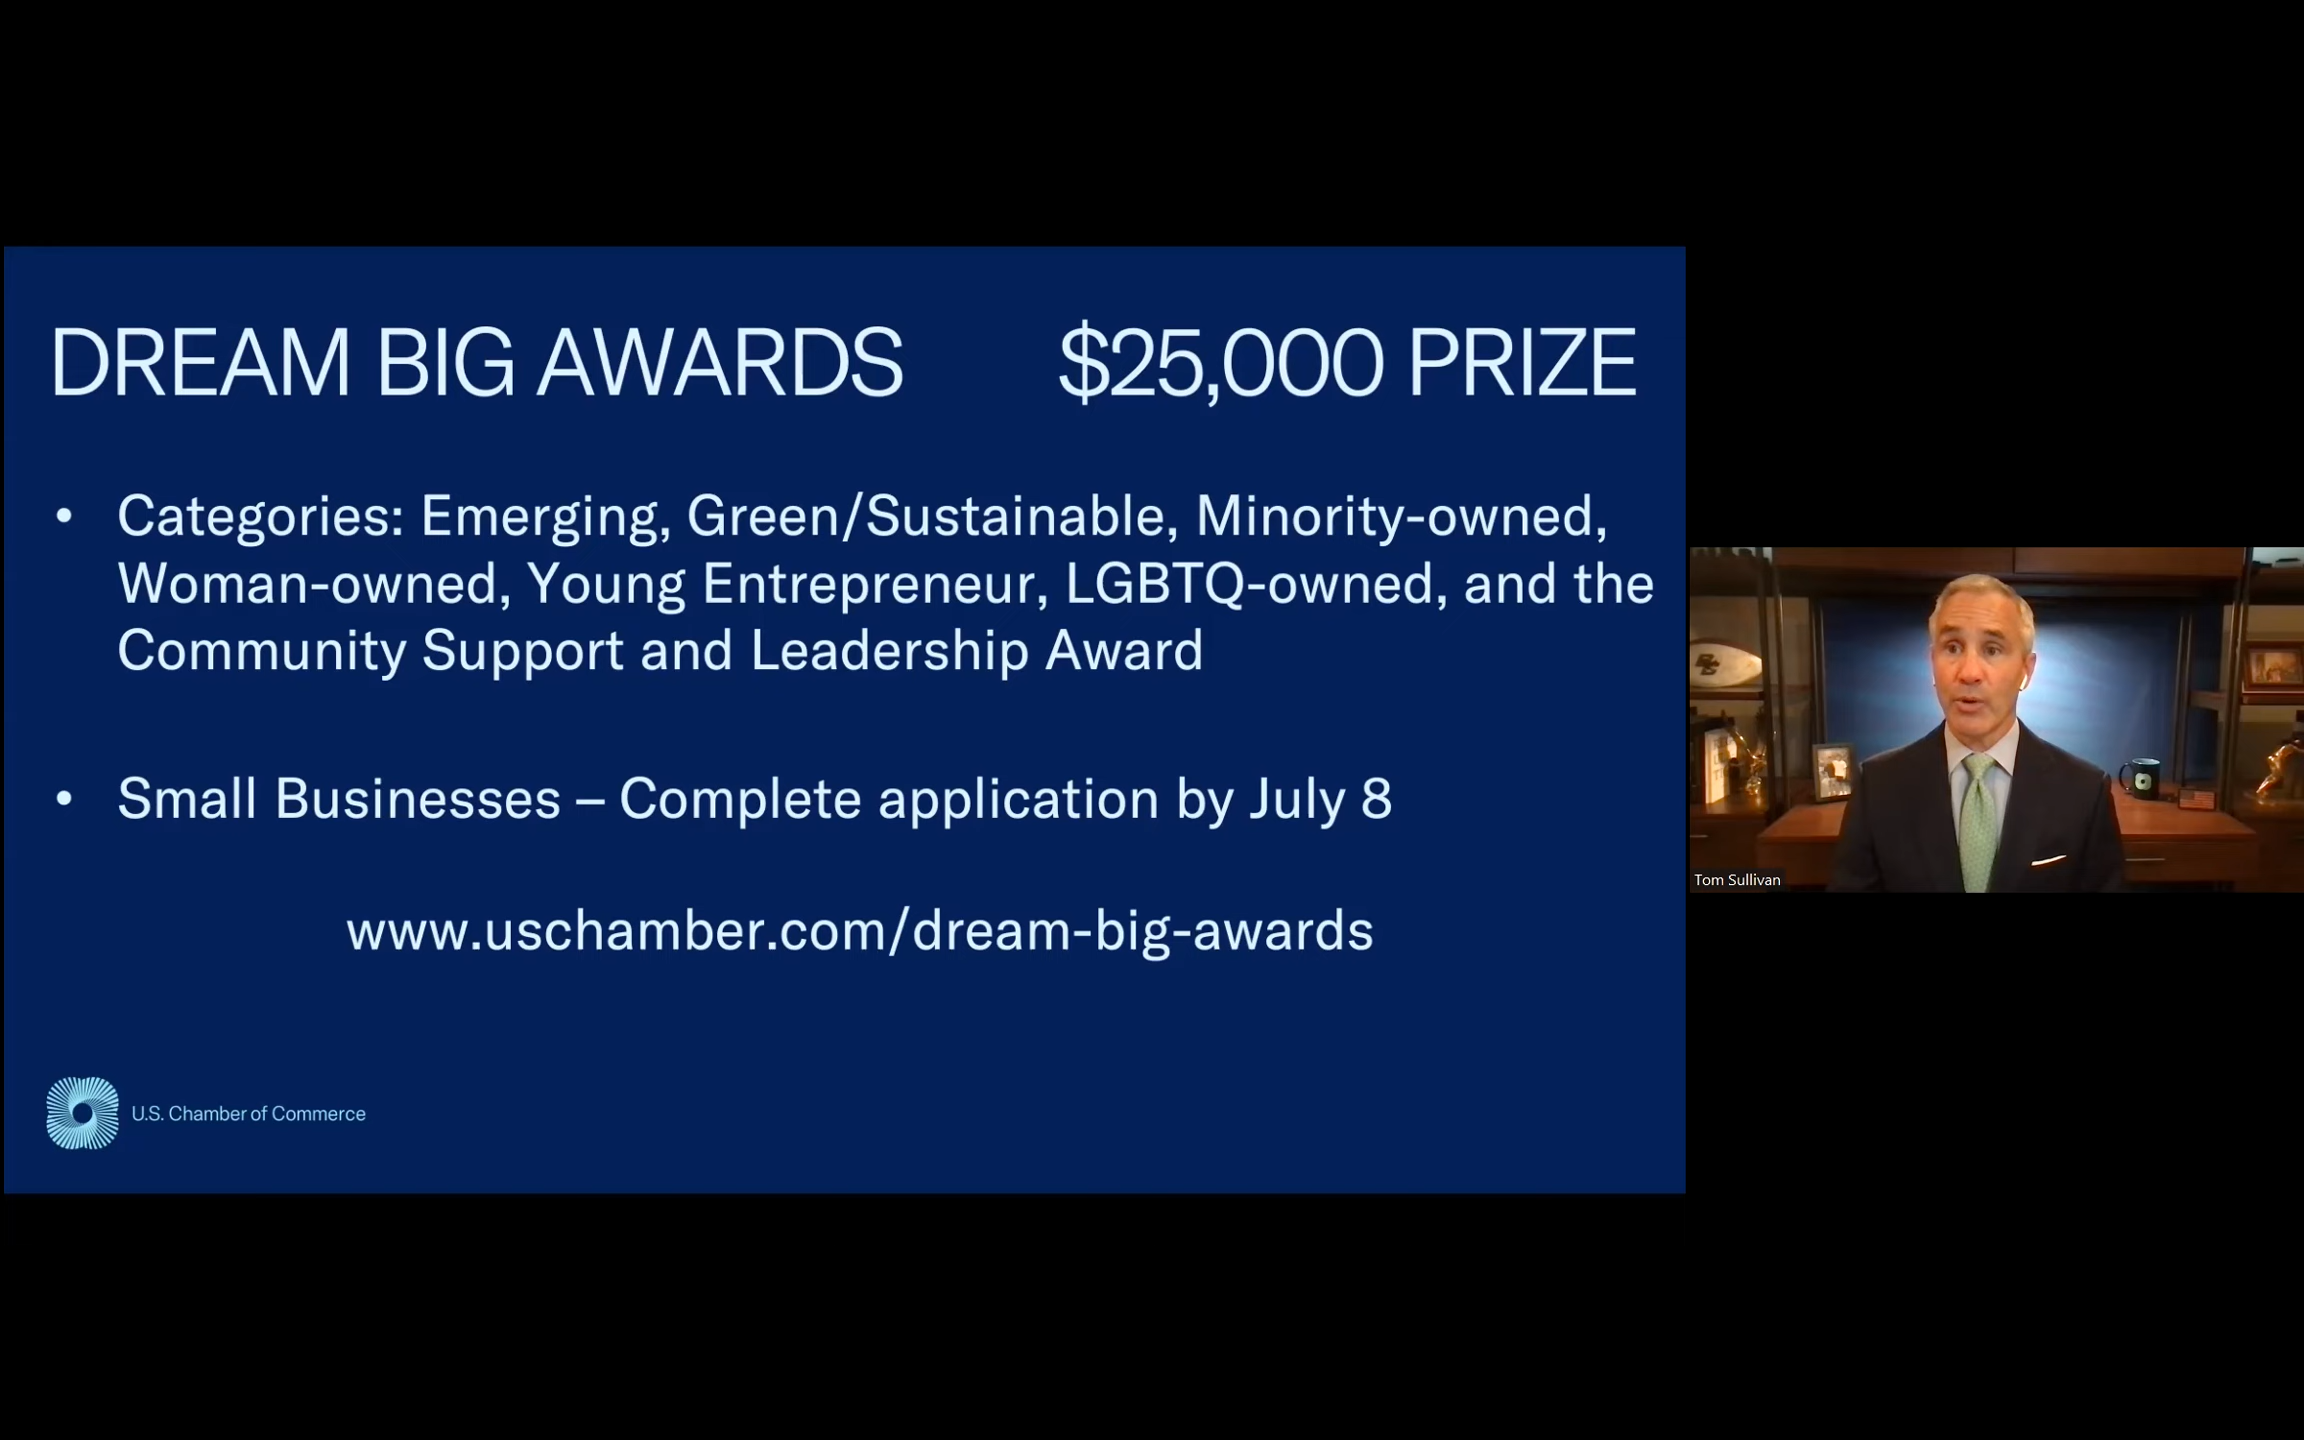 DREAM BIG AWARDS $25,000 PRIZE
• Categories: Emerging, Green/Sustainable, Minority-owned,
Woman-owned, Young Entrepreneur, LGBTQ-owned, and the
Community Support and Leadership Award
• Small Businesses – Complete application by July 8
www.uschamber.com/dream-big-awards
U.S. Chamber of Commerce
Tom Sullivan